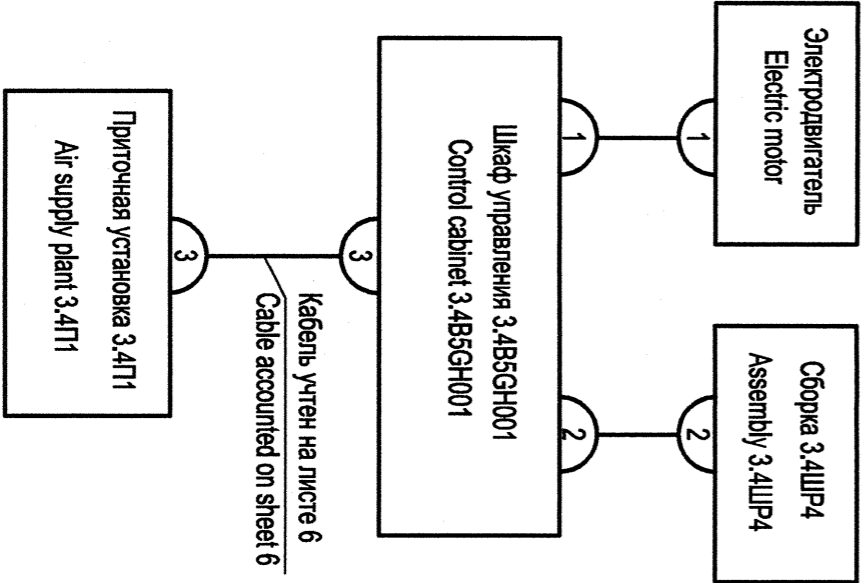 Электродвигатель
Electric motor
1
1
Сборка 3.4ШР4
Assembly 3.4ШР4
2
2
Шкаф управления 3.4B5GH001
Control cabinet 3.4B5GH001
3
Кабель учтен на листе 6
Cable accounted on sheet 6
3
Приточная установка 3.4П1
Air supply plant 3.4П1